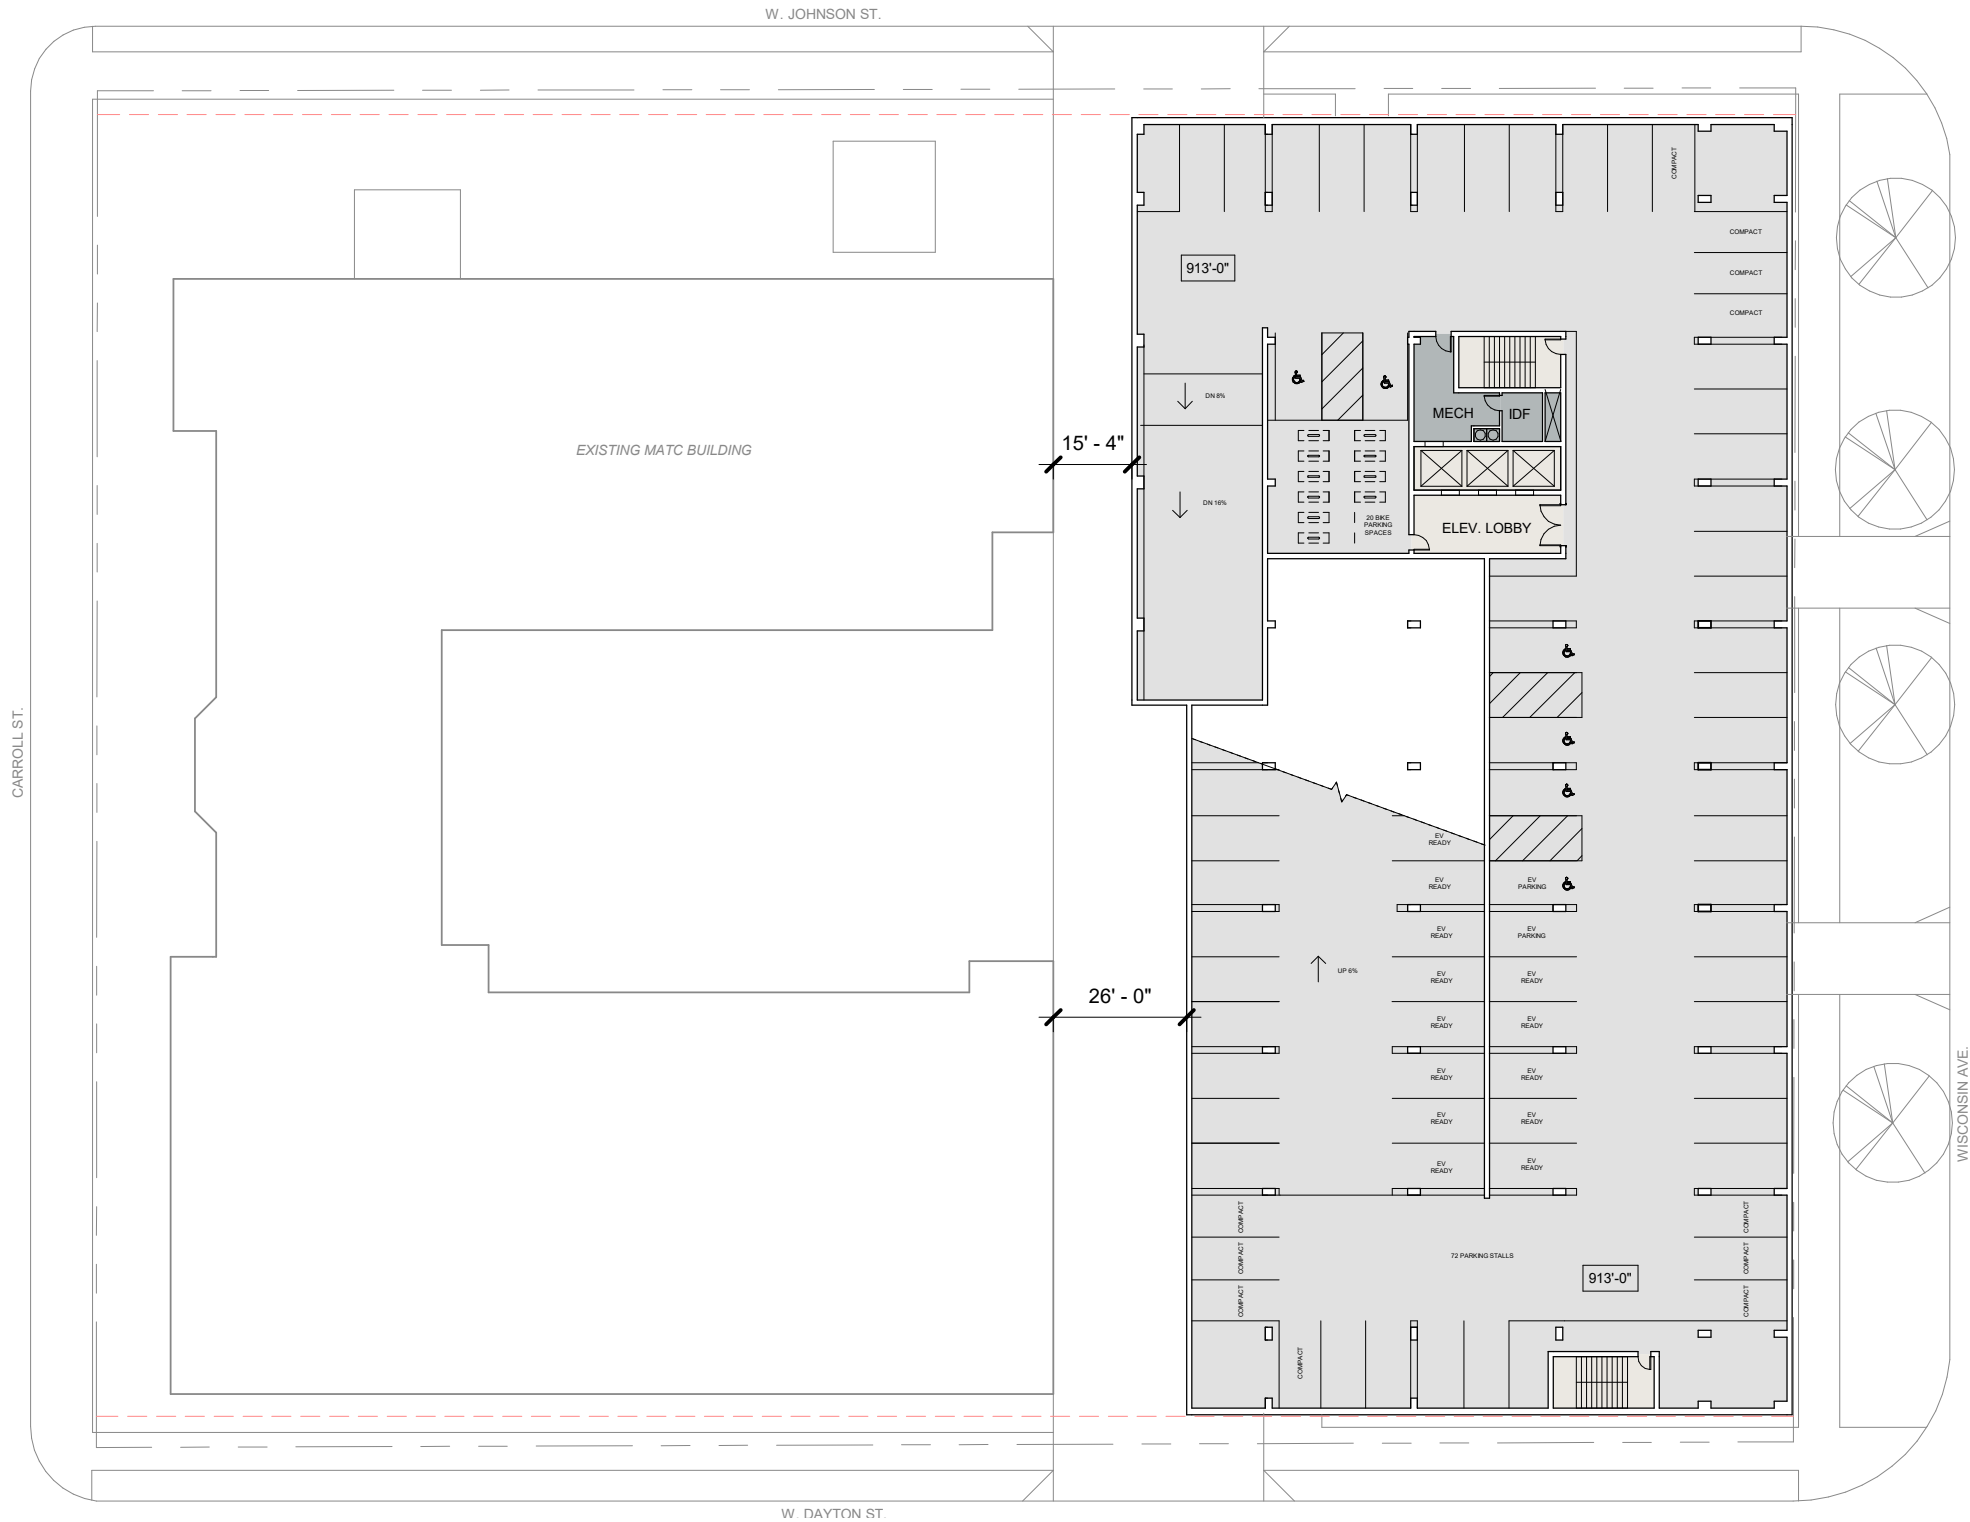 W. JOHNSON ST.
COMPACT
COMPACT
COMPACT
COMPACT
913'-0"
DN 8%
MECH
IDF
EXISTING MATC BUILDING
15' - 4"
DN 16%
20 BIKE
PARKING
SPACES
ELEV. LOBBY
CARROLL ST.
EV
READY
EV
READY
EV
PARKING
EV
READY
EV
PARKING
UP 6%
EV
READY
EV
READY
26' - 0"
EV
READY
EV
READY
EV
READY
EV
READY
EV
READY
EV
READY
EV
READY
EV
READY
WISCONSIN AVE.
COMPACT
COMPACT
COMPACT
COMPACT
COMPACT
COMPACT
72 PARKING STALLS
913'-0"
COMPACT
W. DAYTON ST.